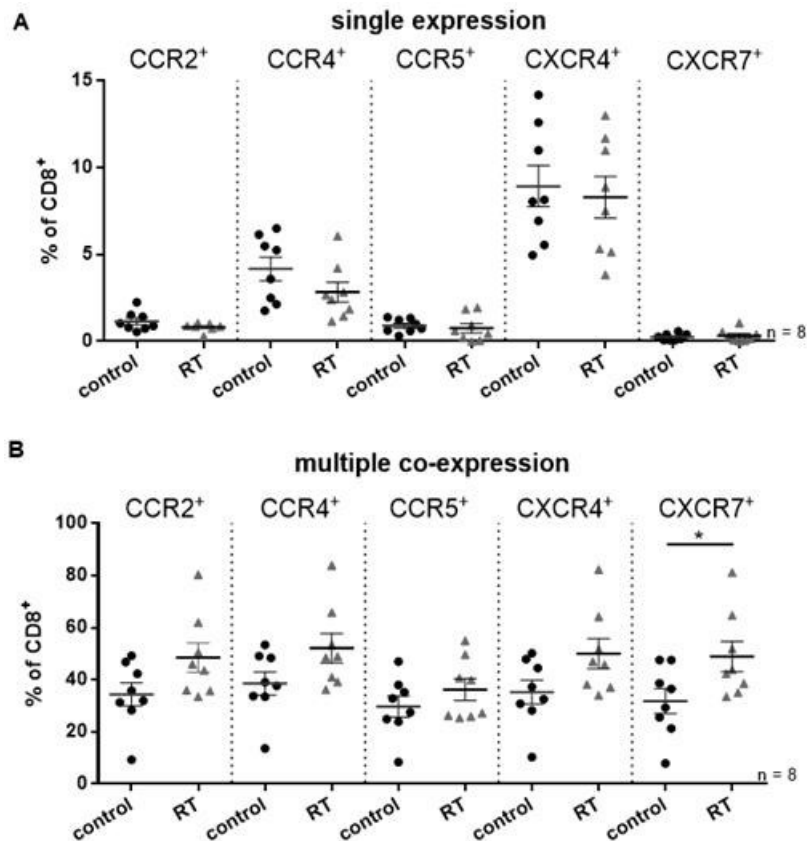 A
single expression
CCR2⁺ CCR4⁺ CCR5⁺ CXCR4⁺ CXCR7⁺
% of CD8⁺
15
10
5
0
n = 8
control RT control RT control RT control RT control RT
B
multiple co-expression
CCR2⁺ CCR4⁺ CCR5⁺ CXCR4⁺ CXCR7⁺
*
% of CD8⁺
100
80
60
40
20
0
n = 8
control RT control RT control RT control RT control RT